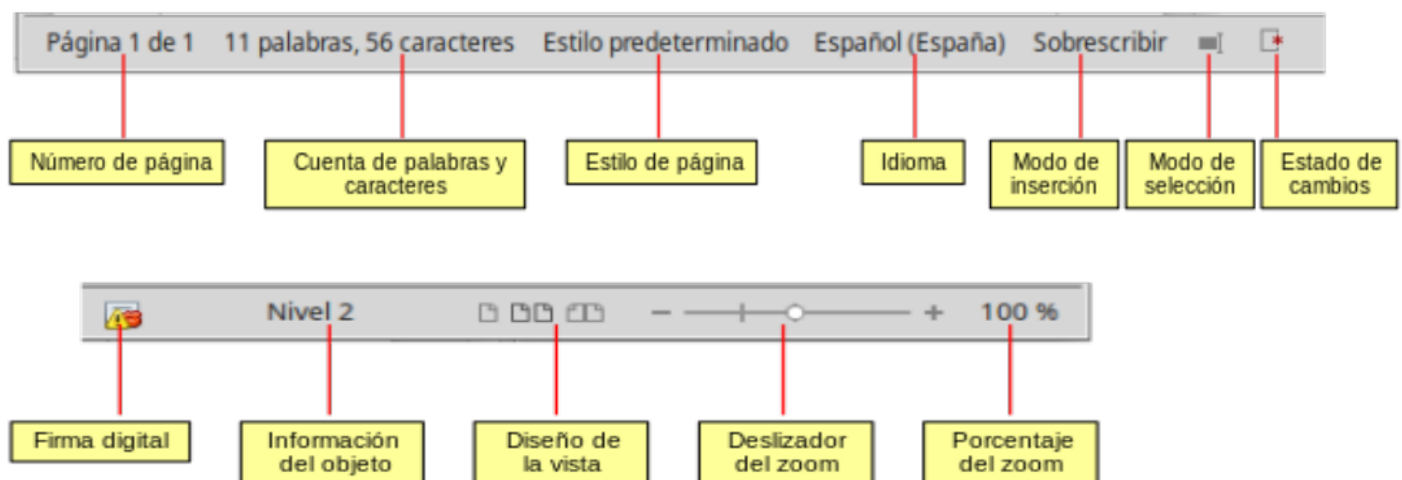 Página 1 de 1 11 palabras, 56 caracteres Estilo predeterminado Español (España) Sobrescribir
Número de página
Cuenta de palabras y
caracteres
Estilo de página
Idioma
Modo de
inserción
Modo de
selección
Estado de
cambios
Nivel 2 100 %
Firma digital
Información
del objeto
Diseño de
la vista
Deslizador
del zoom
Porcentaje
del zoom